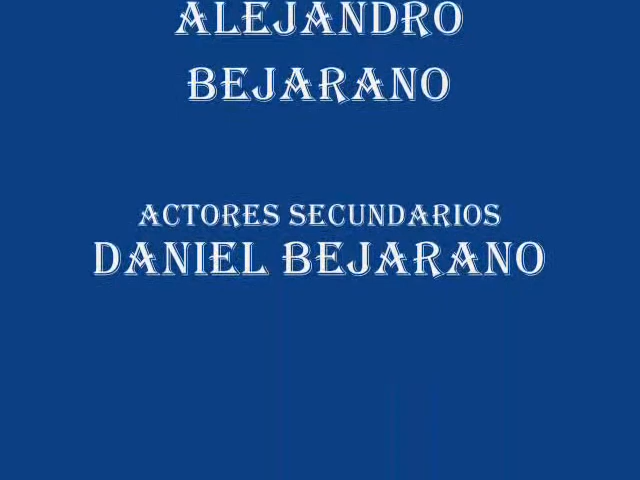 ALEJANDRO
BEJARANO
ACTORES SECUNDARIOS
DANIEL BEJARANO